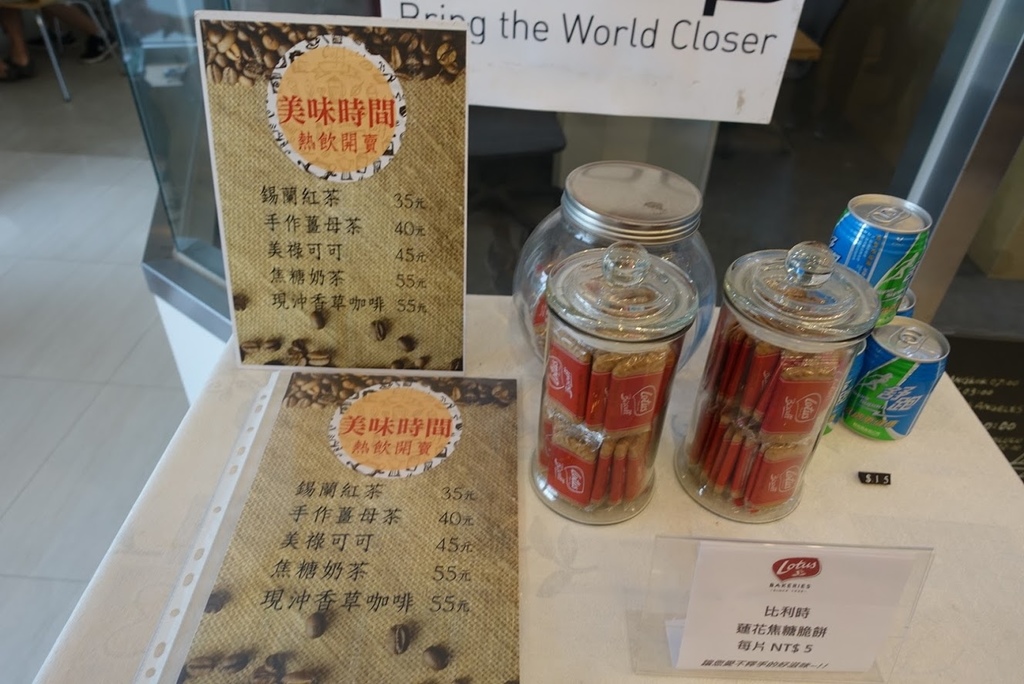 Bring the World Closer
美味時間
熱飲開賣
錫蘭紅茶 35元
手作薑母茶 40元
美祿可可 45元
焦糖奶茶 55元
現沖香草咖啡 55元
美味時間
熱飲開賣
錫蘭紅茶 35元
手作薑母茶 40元
美祿可可 45元
焦糖奶茶 55元
現沖香草咖啡 55元
Lotus
Lotus
舒跑
$15
Lotus
BAKERIES
比利時
蓮花焦糖脆餅
每片 NT$ 5